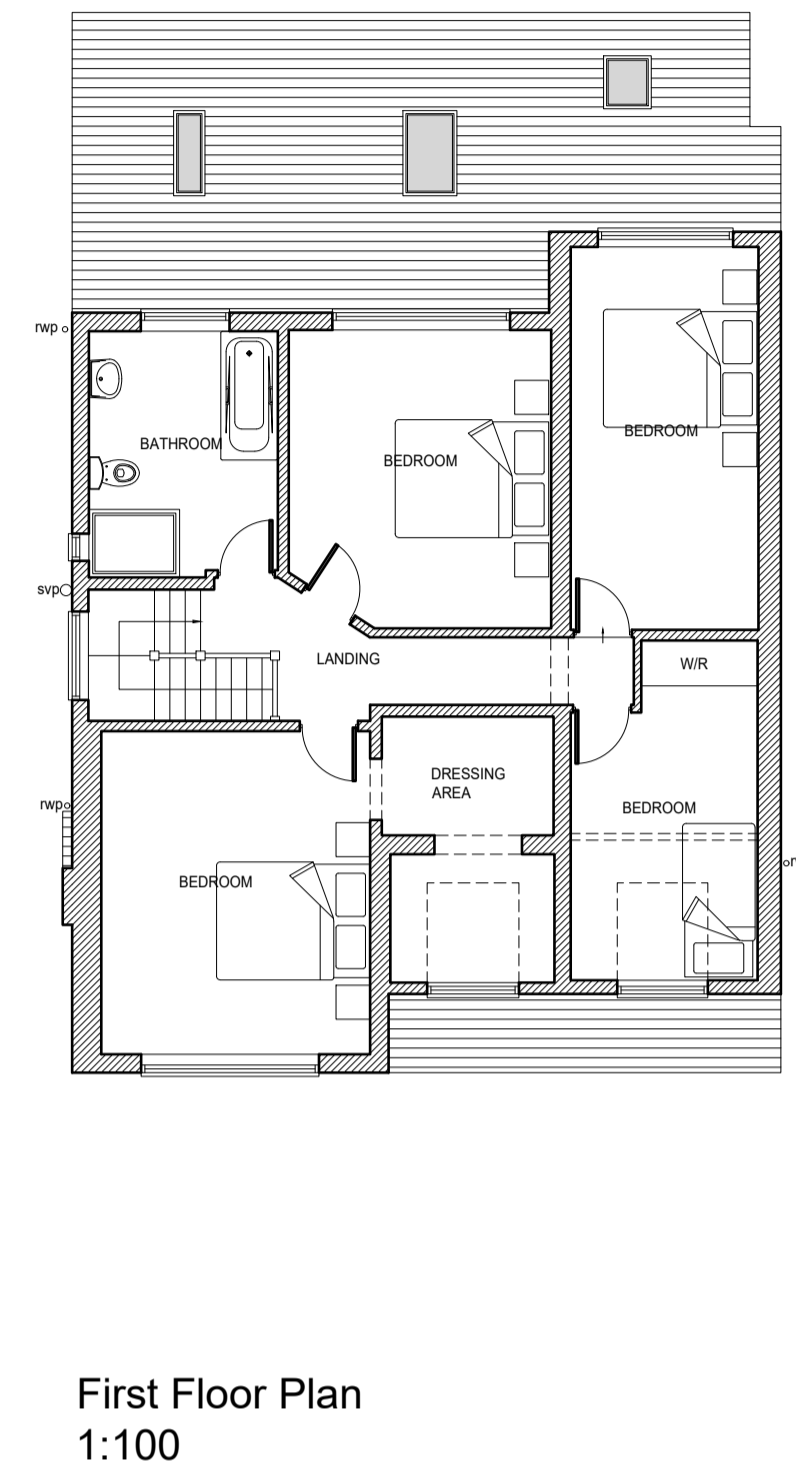 rwp
BATHROOM
BEDROOM
BEDROOM
svp
LANDING
W/R
DRESSING
AREA
rwp
BEDROOM
BEDROOM
First Floor Plan
1:100